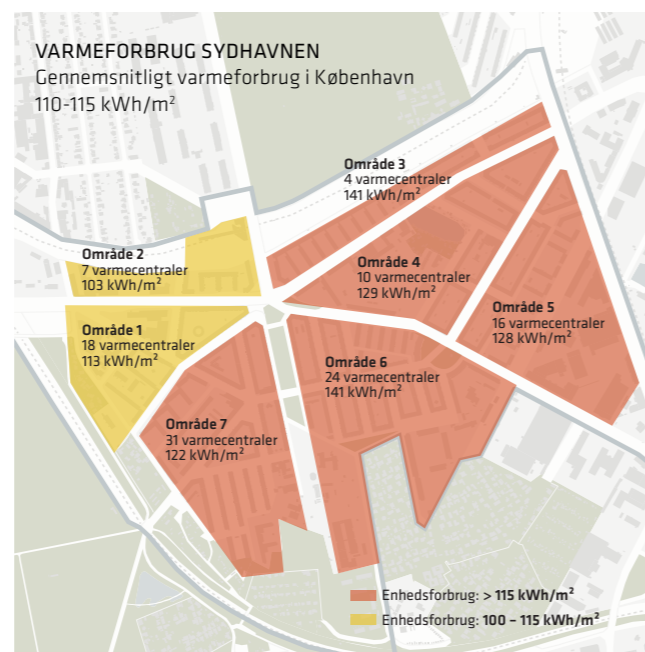 VARMEFORBRUG SYDHAVNEN
Gennemsnitligt varmeforbrug i København
110-115 kWh/m²
Område 3
4 varmecentraler
141 kWh/m²
Område 2
7 varmecentraler
103 kWh/m²
Område 4
10 varmecentraler
129 kWh/m²
Område 5
16 varmecentraler
128 kWh/m²
Område 1
18 varmecentraler
113 kWh/m²
Område 6
24 varmecentraler
141 kWh/m²
Område 7
31 varmecentraler
122 kWh/m²
Enhedsforbrug: > 115 kWh/m²
Enhedsforbrug: 100 – 115 kWh/m²